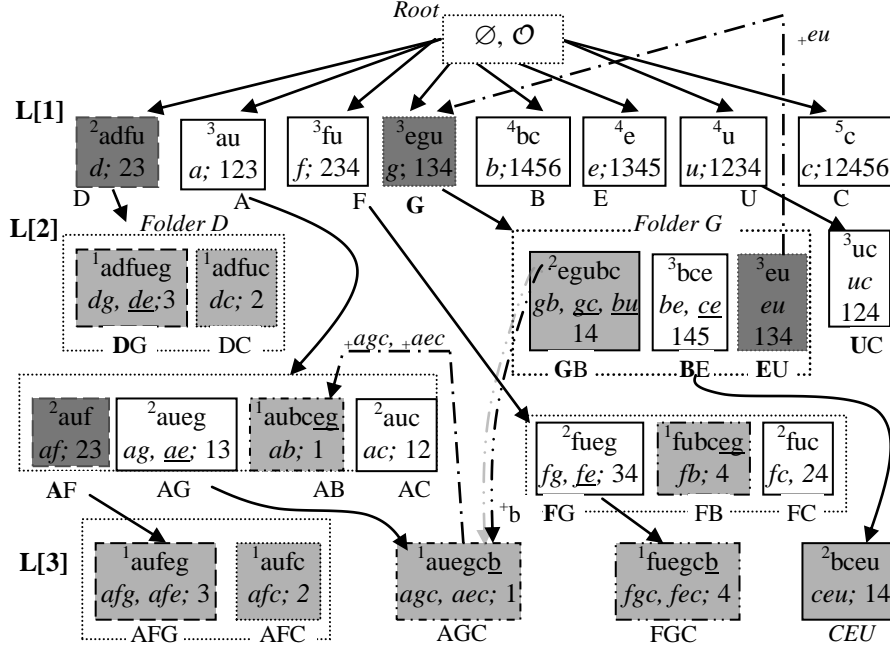 Root
∅, 𝒪
+eu
L[1]
²adfu
d; 23
³au
a; 123
³fu
f; 234
³egu
g; 134
⁴bc
b;1456
⁴e
e;1345
⁴u
u;1234
⁵c
c;12456
D
A
F
G
B
E
U
C
L[2]
Folder D
Folder G
¹adfueg
dg, de;3
¹adfuc
dc; 2
²egubc
gb, gc, bu
14
³bce
be, ce
145
³eu
eu
134
³uc
uc
124
DG
DC
GB
BE
EU
UC
+agc, +aec
²auf
af; 23
²aueg
ag, ae; 13
¹aubceg
ab; 1
²auc
ac; 12
²fueg
fg, fe; 34
¹fubceg
fb; 4
²fuc
fc, 24
AF
AG
AB
AC
+b
FG
FB
FC
L[3]
¹aufeg
afg, afe; 3
¹aufc
afc; 2
¹auegcb
agc, aec; 1
¹fuegcb
fgc, fec; 4
²bceu
ceu; 14
AFG
AFC
AGC
FGC
CEU